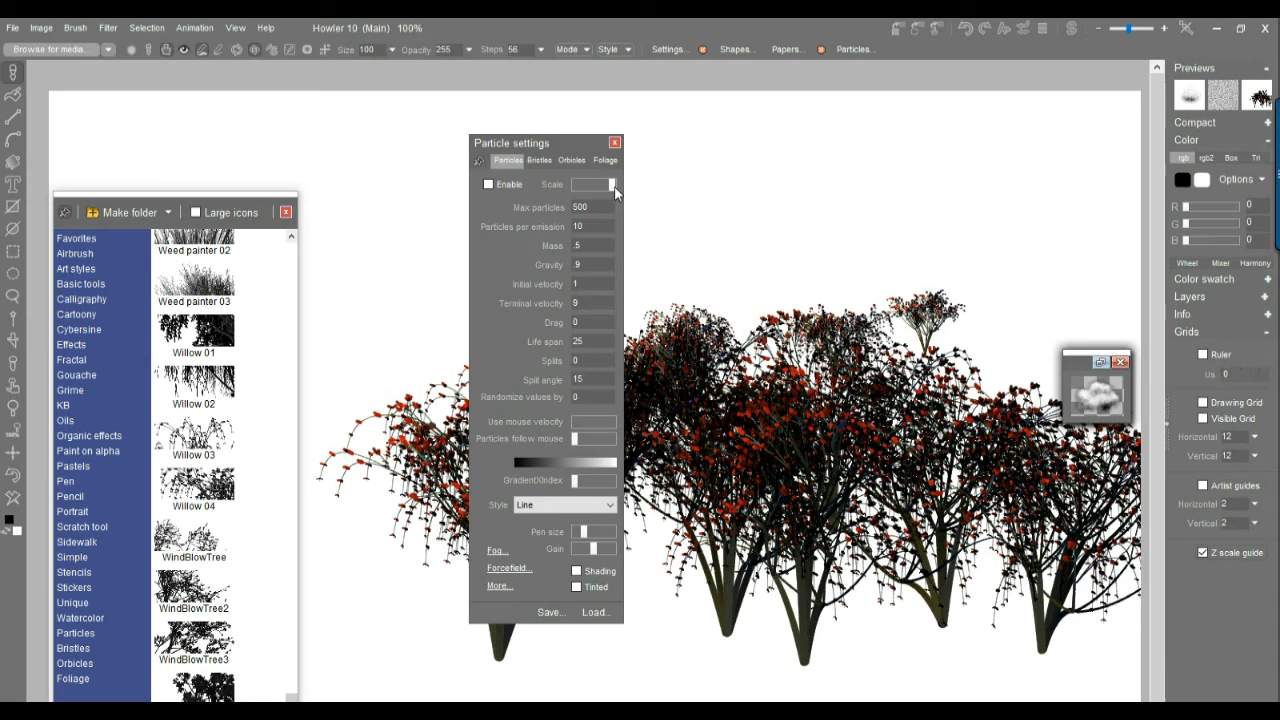 File Image Brush Filter Selection Animation View Help Howler 10 (Main) 100%
Browse for media... Size 100 Opacity 255 Steps 56 Mode Style Settings... Shapes... Papers... Particles...
Make folder Large icons
Favorites
Airbrush
Art styles
Basic tools
Calligraphy
Cartoony
Cybersine
Effects
Fractal
Gouache
Grime
KB
Oils
Organic effects
Paint on alpha
Pastels
Pen
Pencil
Portrait
Scratch tool
Sidewalk
Simple
Stencils
Stickers
Unique
Watercolor
Particles
Bristles
Orbicles
Foliage
Weed painter 02
Weed painter 03
Willow 01
Willow 02
Willow 03
Willow 04
WindBlowTree
WindBlowTree2
WindBlowTree3
Particle settings
Particles Bristles Orbicles Foliage
Enable Scale
Max particles 500
Particles per emission 10
Mass .5
Gravity .9
Initial velocity 1
Terminal velocity 9
Drag 0
Life span 25
Splits 0
Split angle 15
Randomize values by 0
Use mouse velocity
Particles follow mouse
GradientXIndex
Style Line
Pen size
Fog... Gain
Forcefield... Shading
More... Tinted
Save... Load...
Previews
Compact
Color
rgb rgb2 Box Tri
Options
R 0
G 0
B 0
Wheel Mixer Harmony
Color swatch
Layers
Info
Grids
Ruler
Us 0
Drawing Grid
Visible Grid
Horizontal 12
Vertical 12
Artist guides
Horizontal 2
Vertical 2
Z scale guide